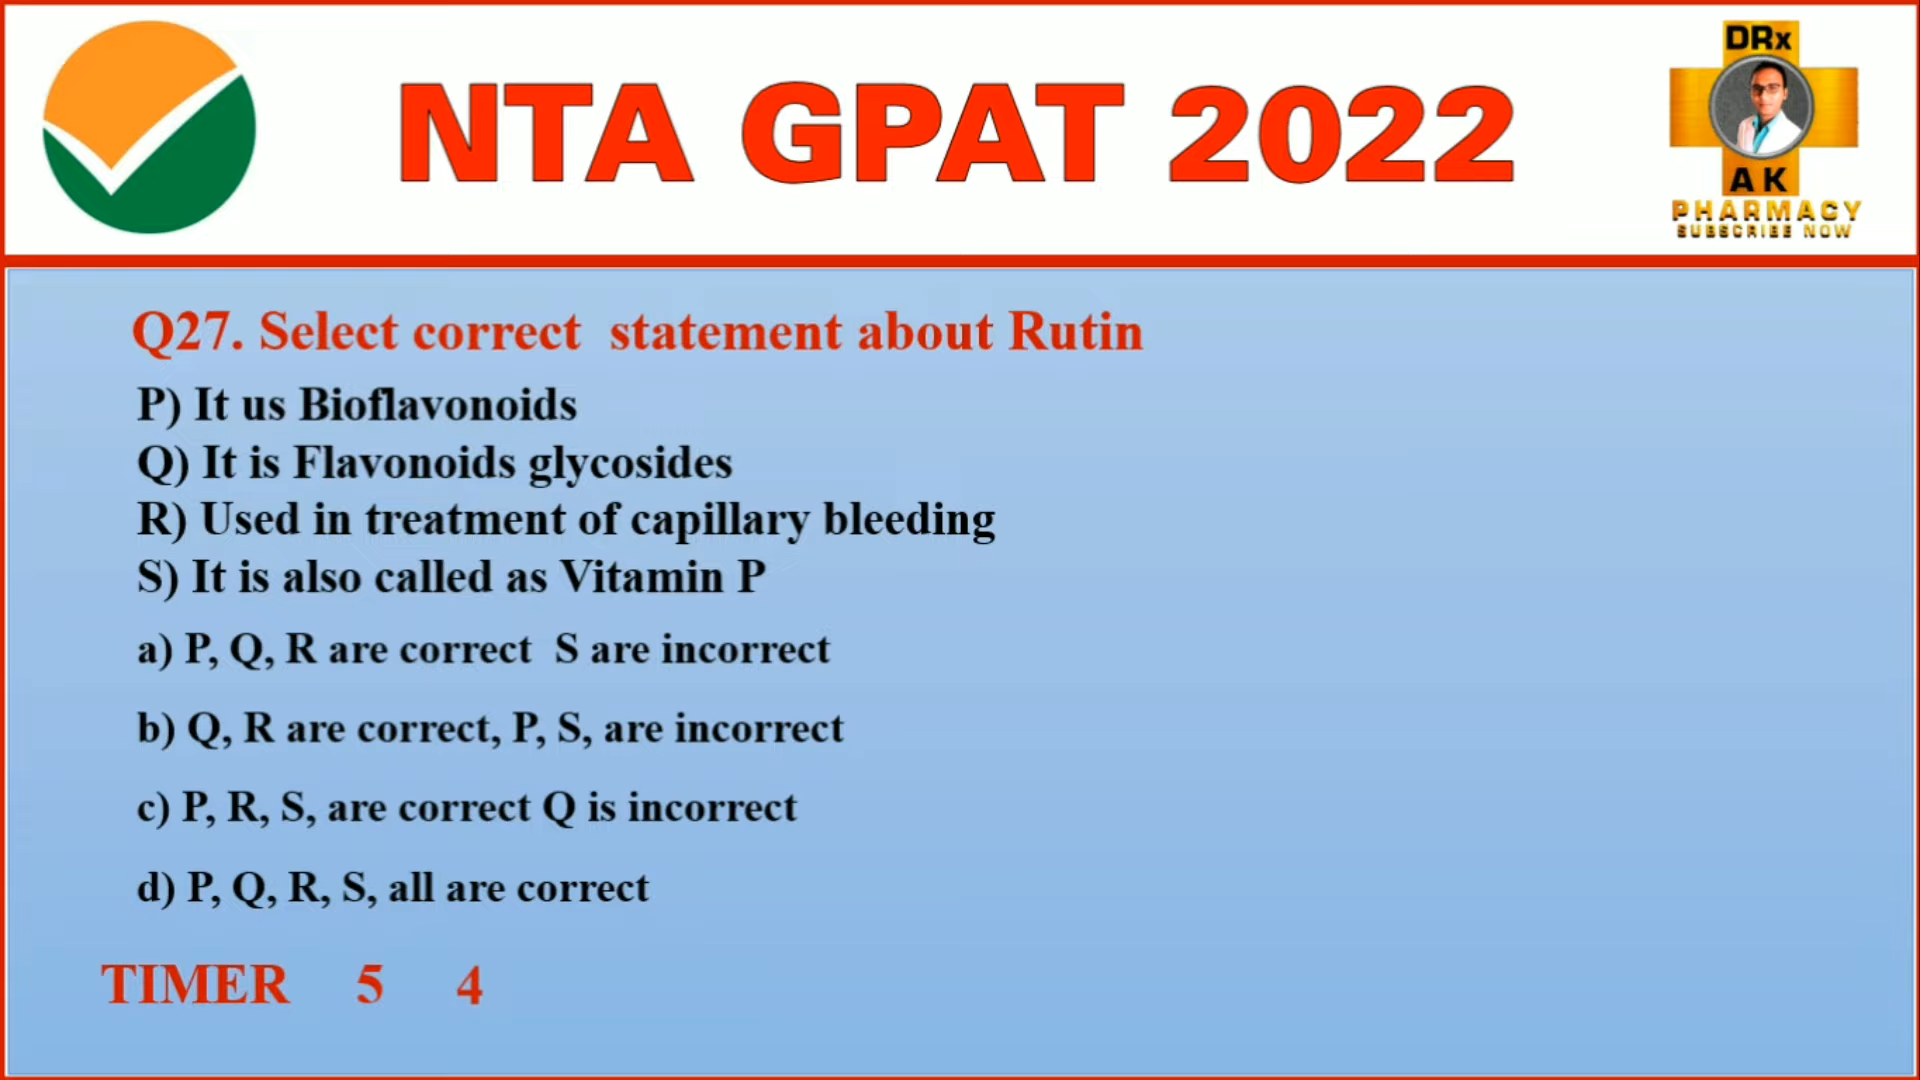 NTA GPAT 2022
DRx
AK
PHARMACY
SUBSCRIBE NOW
Q27. Select correct statement about Rutin
P) It us Bioflavonoids
Q) It is Flavonoids glycosides
R) Used in treatment of capillary bleeding
S) It is also called as Vitamin P
a) P, Q, R are correct S are incorrect
b) Q, R are correct, P, S, are incorrect
c) P, R, S, are correct Q is incorrect
d) P, Q, R, S, all are correct
TIMER 5 4